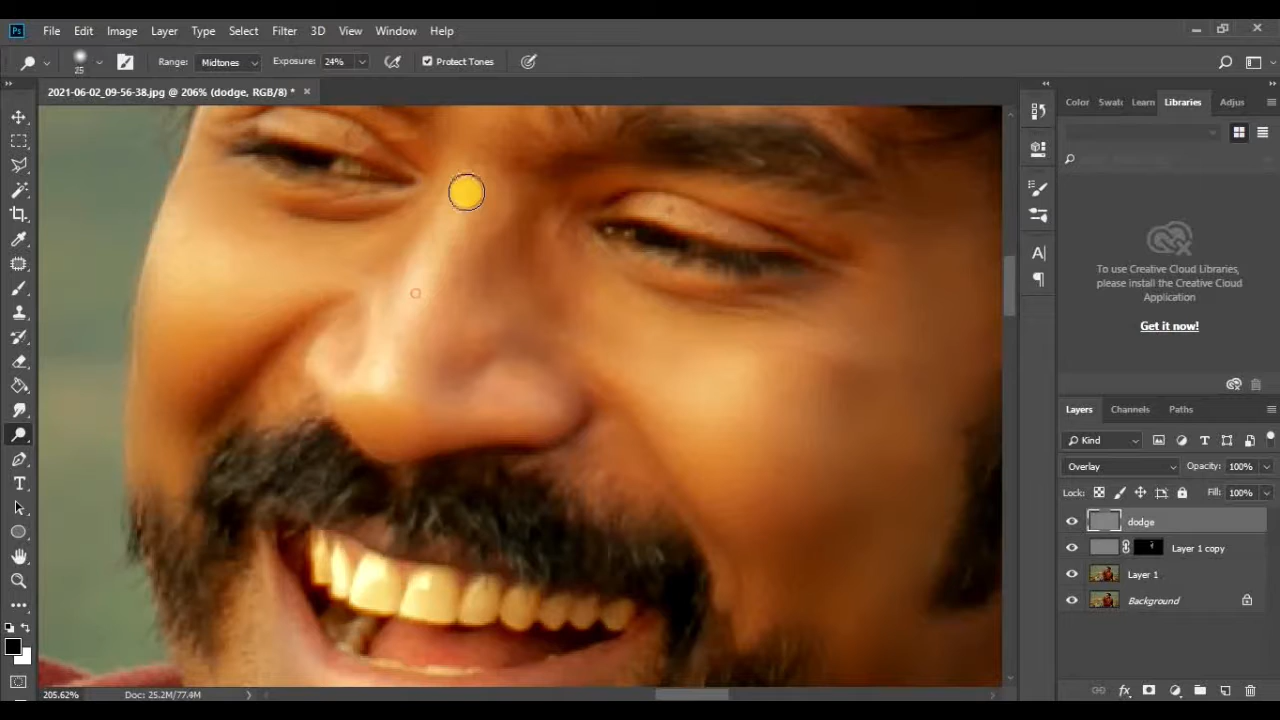 Ps File Edit Image Layer Type Select Filter 3D View Window Help
25 Range: Midtones Exposure: 24% Protect Tones
2021-06-02_09-56-38.jpg @ 206% (dodge, RGB/8) * ×
Color Swatc Learn Libraries Adjus
To use Creative Cloud Libraries,
please install the Creative Cloud
Application
Get it now!
Layers Channels Paths
Kind
Overlay Opacity: 100%
Lock: Fill: 100%
dodge
Layer 1 copy
Layer 1
Background
205.62% Doc: 25.2M/77.4M